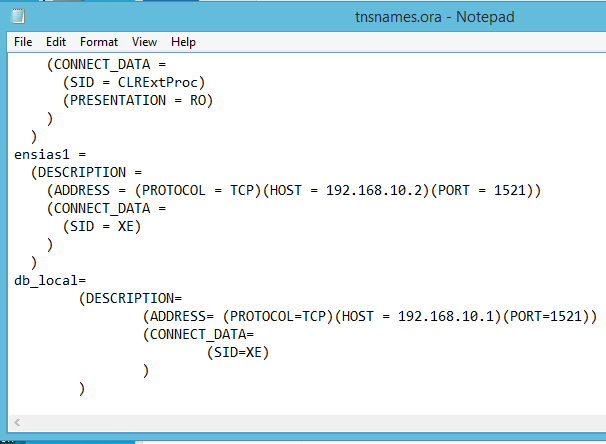 tnsnames.ora - Notepad
File Edit Format View Help
(CONNECT_DATA =
(SID = CLRExtProc)
(PRESENTATION = RO)
)
)
ensias1 =
(DESCRIPTION =
(ADDRESS = (PROTOCOL = TCP)(HOST = 192.168.10.2)(PORT = 1521))
(CONNECT_DATA =
(SID = XE)
)
)
db_local=
(DESCRIPTION=
(ADDRESS= (PROTOCOL=TCP)(HOST = 192.168.10.1)(PORT=1521))
(CONNECT_DATA=
(SID=XE)
)
)